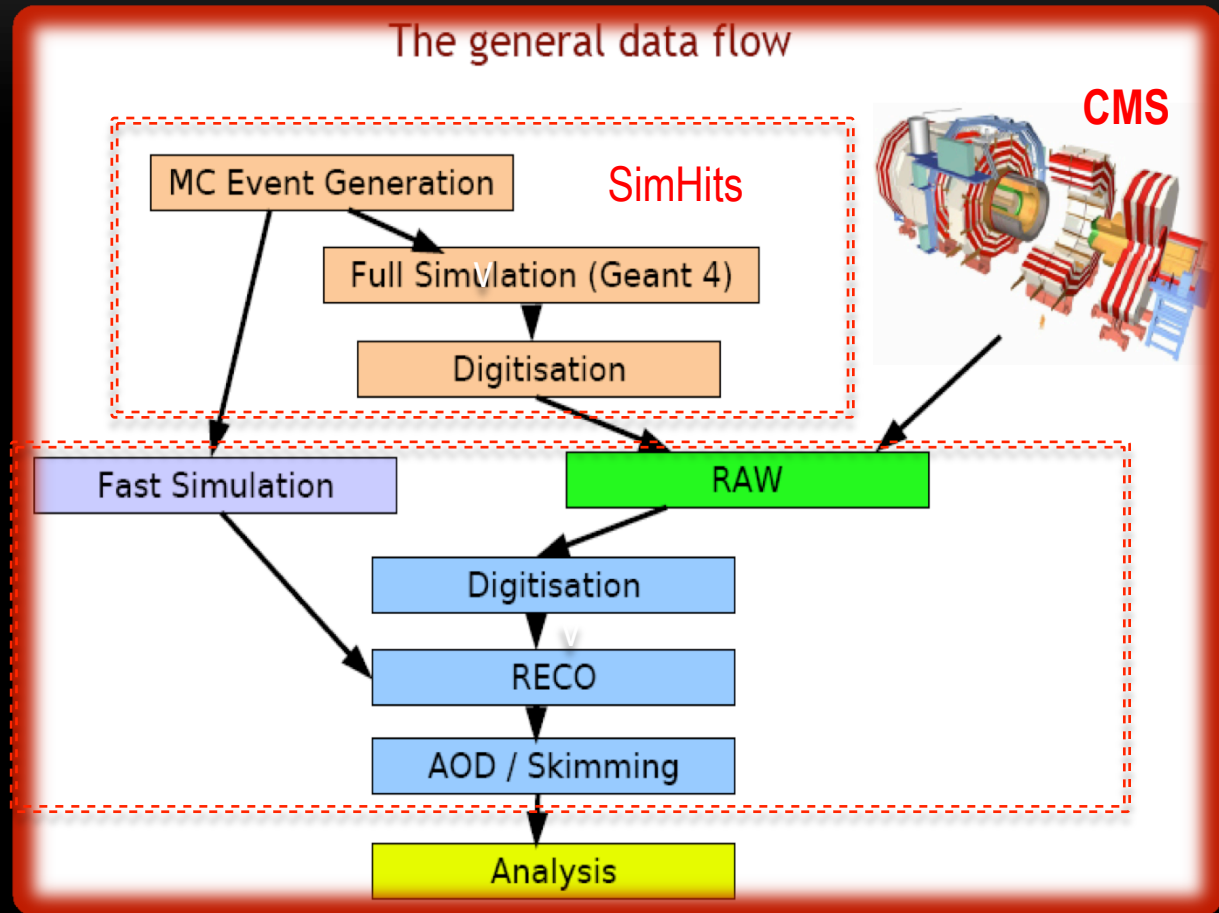 The general data flow
CMS
MC Event Generation
SimHits
Full Simulation (Geant 4)
v
Digitisation
Fast Simulation
RAW
Digitisation
v
RECO
AOD / Skimming
Analysis